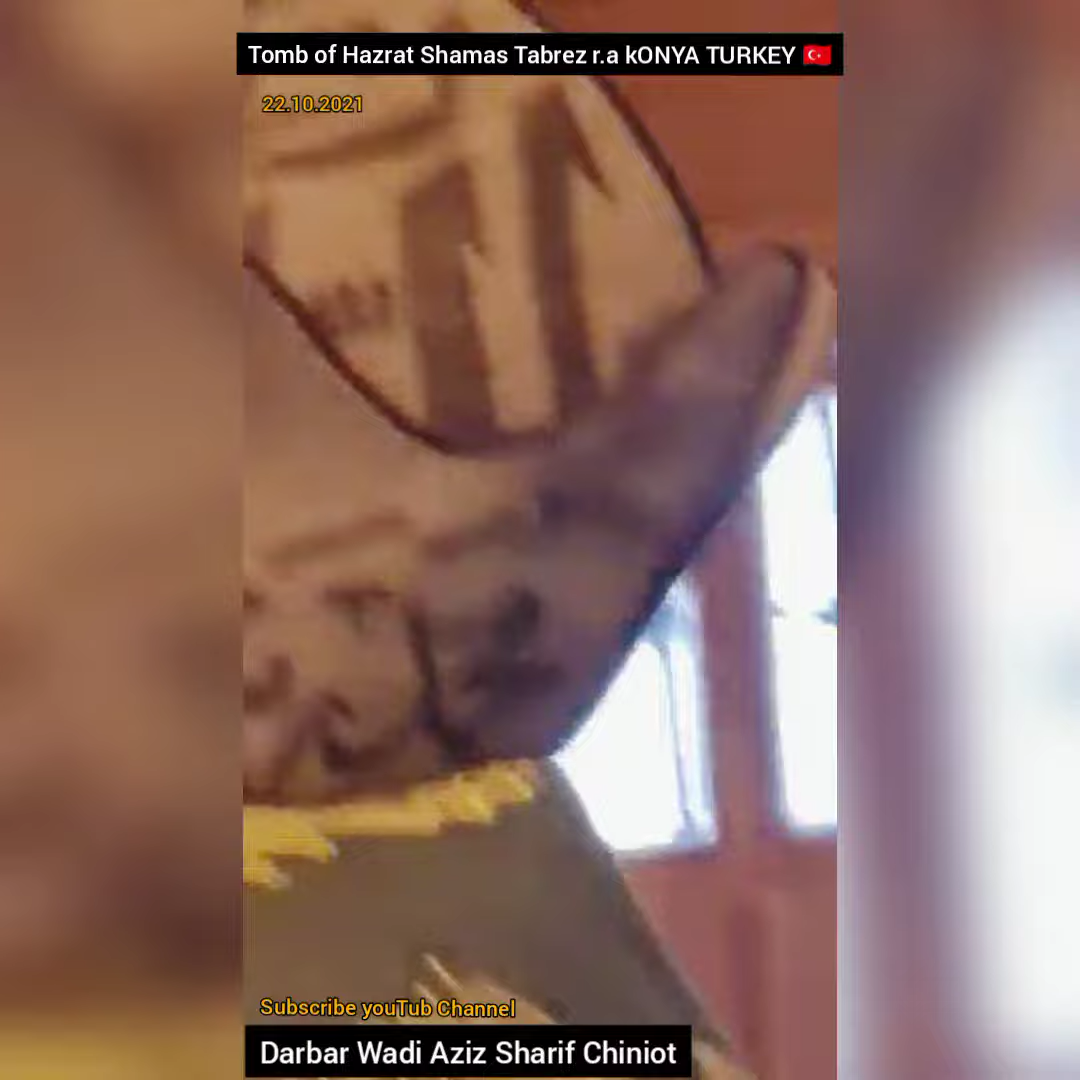 Tomb of Hazrat Shamas Tabrez r.a kONYA TURKEY 🇹🇷
22.10.2021
Subscribe youTub Channel
Darbar Wadi Aziz Sharif Chiniot